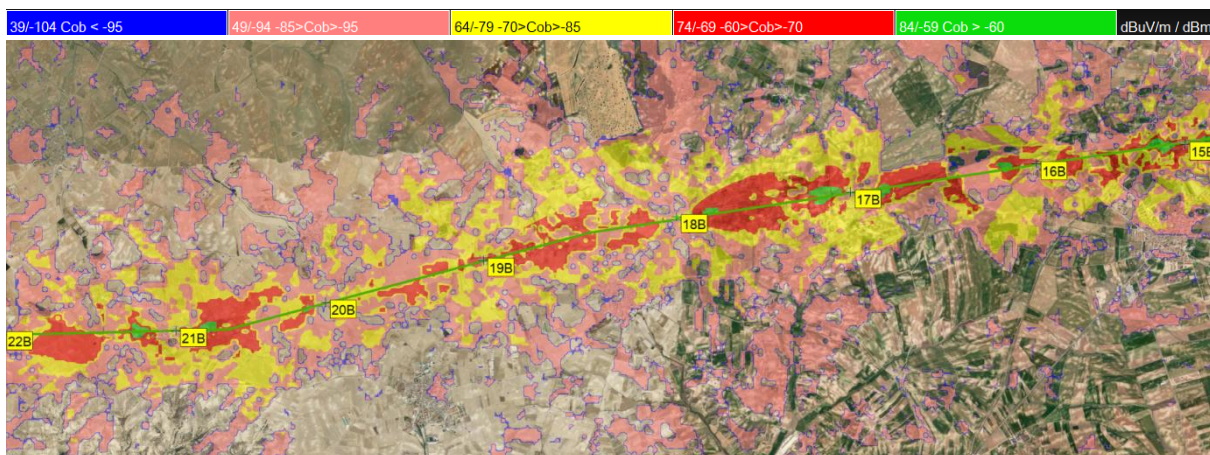 39/-104 Cob < -95
49/-94 -85>Cob>-95
64/-79 -70>Cob>-85
74/-69 -60>Cob>-70
84/-59 Cob > -60
dBuV/m / dBm
15B
16B
17B
18B
19B
20B
21B
22B